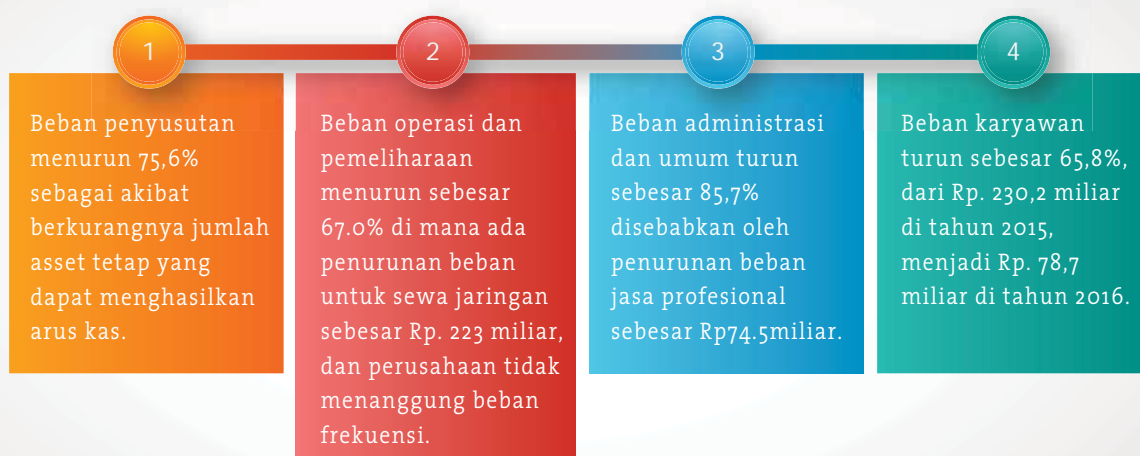 1
Beban penyusutan
menurun 75,6%
sebagai akibat
berkurangnya jumlah
asset tetap yang
dapat menghasilkan
arus kas.
2
Beban operasi dan
pemeliharaan
menurun sebesar
67.0% di mana ada
penurunan beban
untuk sewa jaringan
sebesar Rp. 223 miliar,
dan perusahaan tidak
menanggung beban
frekuensi.
3
Beban administrasi
dan umum turun
sebesar 85,7%
disebabkan oleh
penurunan beban
jasa profesional
sebesar Rp74.5miliar.
4
Beban karyawan
turun sebesar 65,8%,
dari Rp. 230,2 miliar
di tahun 2015,
menjadi Rp. 78,7
miliar di tahun 2016.